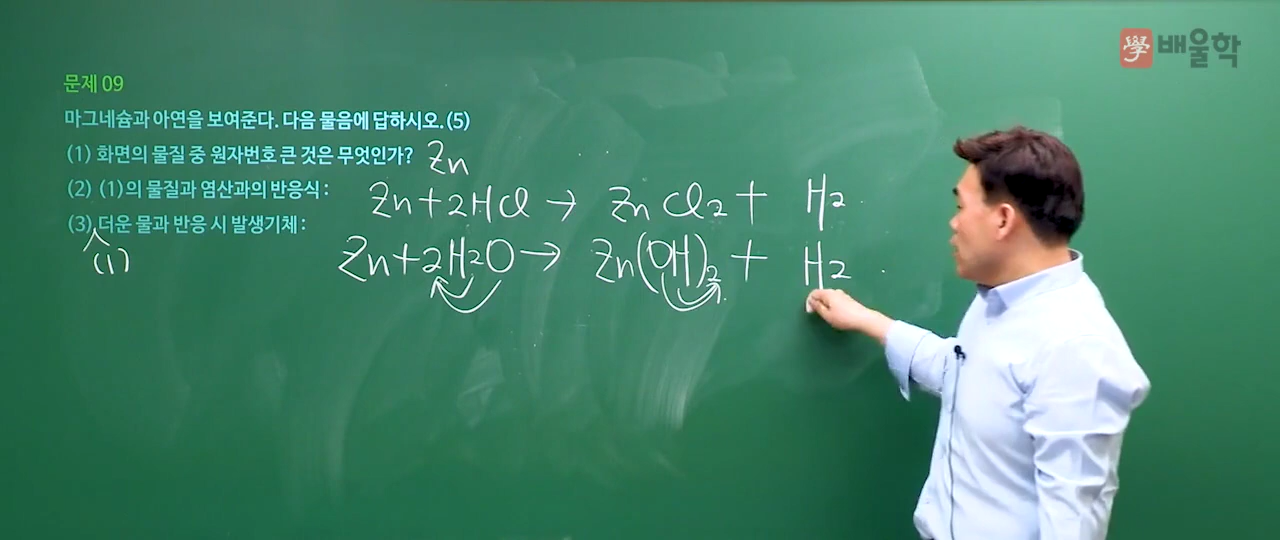 學 배울학
문제 09
마그네슘과 아연을 보여준다. 다음 물음에 답하시오. (5)
(1) 화면의 물질 중 원자번호 큰 것은 무엇인가? Zn
(2) (1)의 물질과 염산과의 반응식 : Zn + 2HCl → ZnCl₂ + H₂
(3) 더운 물과 반응 시 발생기체 :
(1) Zn + 2H₂O → Zn(OH)₂ + H₂